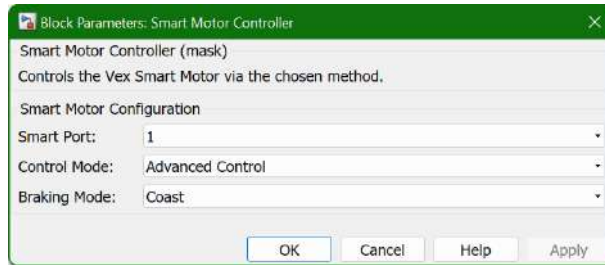 Block Parameters: Smart Motor Controller
Smart Motor Controller (mask)
Controls the Vex Smart Motor via the chosen method.
Smart Motor Configuration
Smart Port: 1
Control Mode: Advanced Control
Braking Mode: Coast
OK Cancel Help Apply